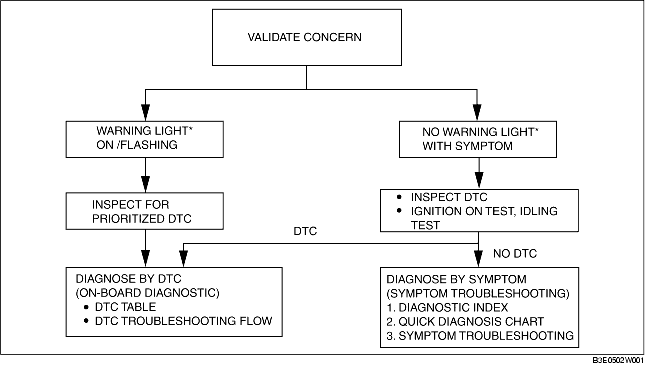 VALIDATE CONCERN
WARNING LIGHT*
ON /FLASHING
NO WARNING LIGHT*
WITH SYMPTOM
INSPECT FOR
PRIORITIZED DTC
• INSPECT DTC
• IGNITION ON TEST, IDLING
TEST
DTC
NO DTC
DIAGNOSE BY DTC
(ON-BOARD DIAGNOSTIC)
• DTC TABLE
• DTC TROUBLESHOOTING FLOW
DIAGNOSE BY SYMPTOM
(SYMPTOM TROUBLESHOOTING)
1. DIAGNOSTIC INDEX
2. QUICK DIAGNOSIS CHART
3. SYMPTOM TROUBLESHOOTING
B3E0502W001